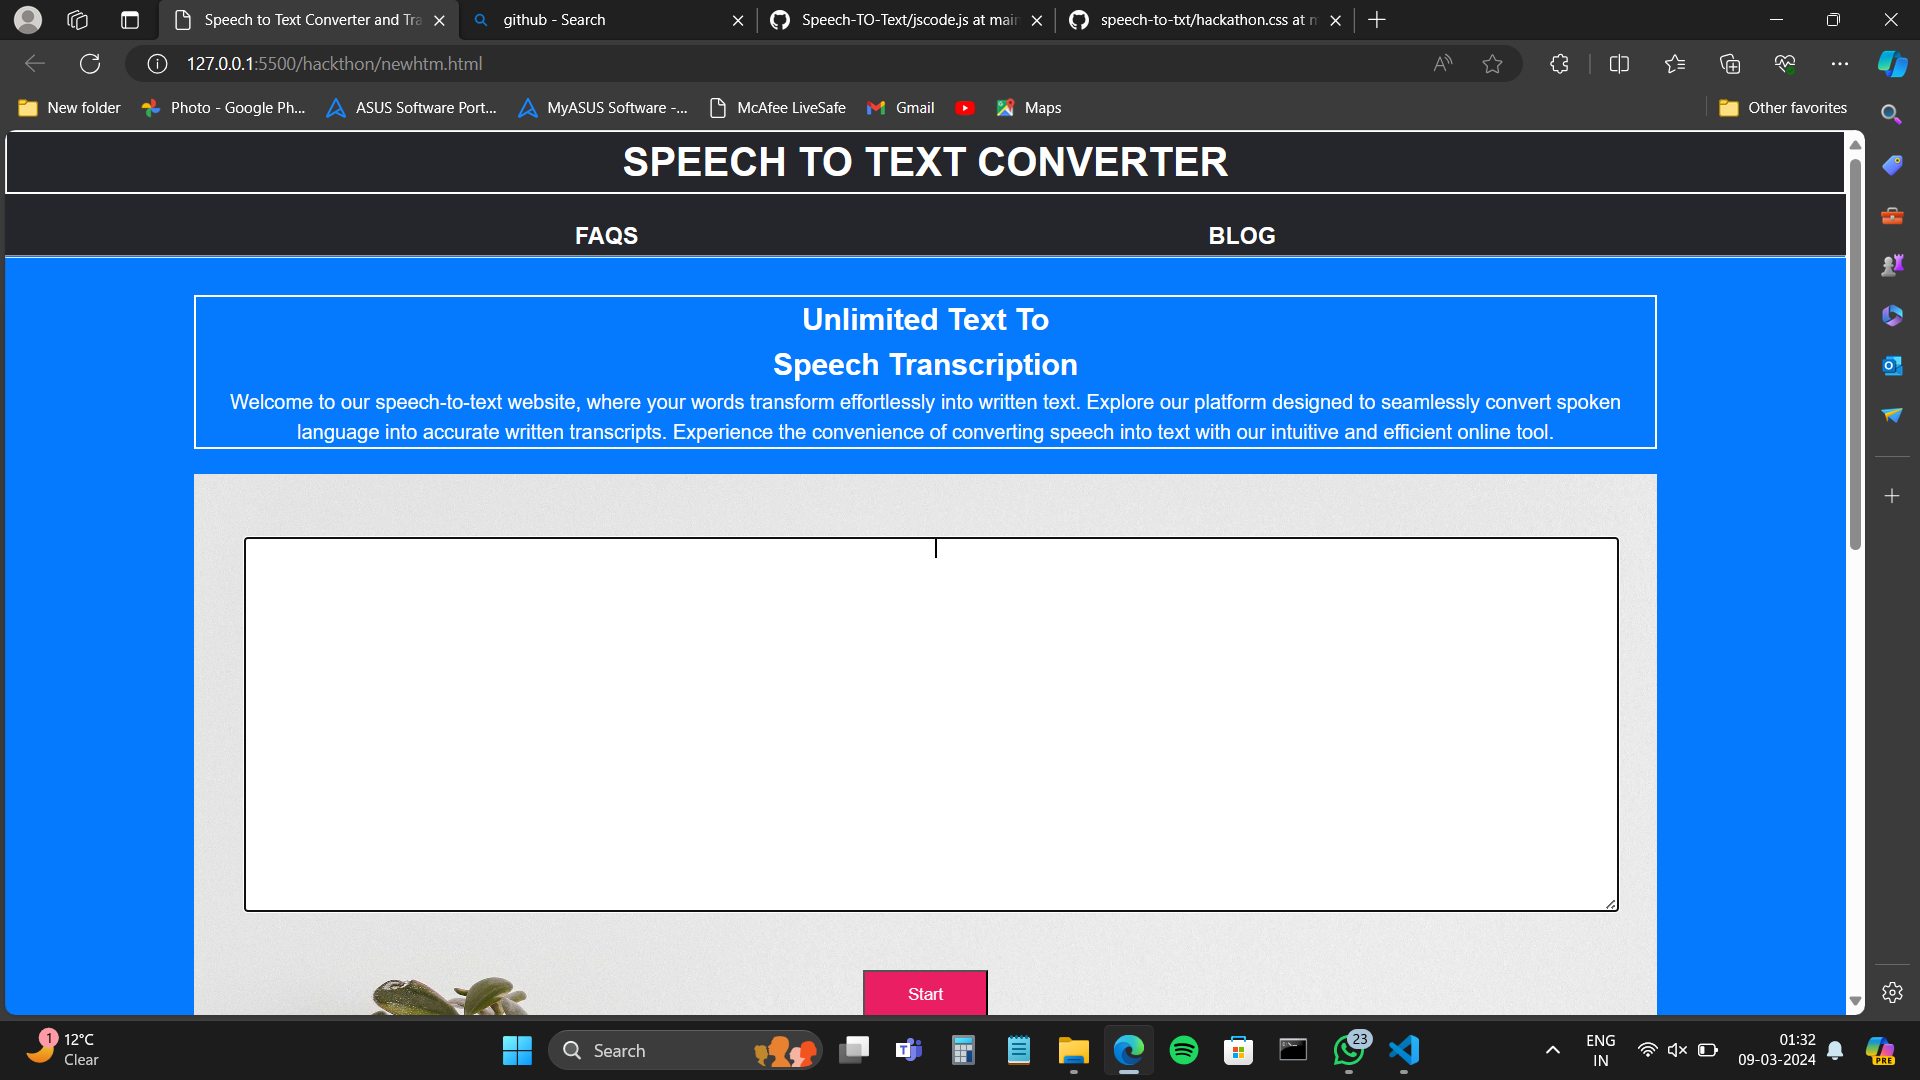 Speech to Text Converter and Tra
github - Search
Speech-TO-Text/jscode.js at main
speech-to-txt/hackathon.css at m
127.0.0.1:5500/hackthon/newhtm.html
New folder
Photo - Google Ph...
ASUS Software Port...
MyASUS Software -...
McAfee LiveSafe
Gmail
Maps
Other favorites
SPEECH TO TEXT CONVERTER
FAQS
BLOG
Unlimited Text To
Speech Transcription
Welcome to our speech-to-text website, where your words transform effortlessly into written text. Explore our platform designed to seamlessly convert spoken
language into accurate written transcripts. Experience the convenience of converting speech into text with our intuitive and efficient online tool.
Start
1
12°C
Clear
Search
23
ENG
IN
01:32
09-03-2024
PRE